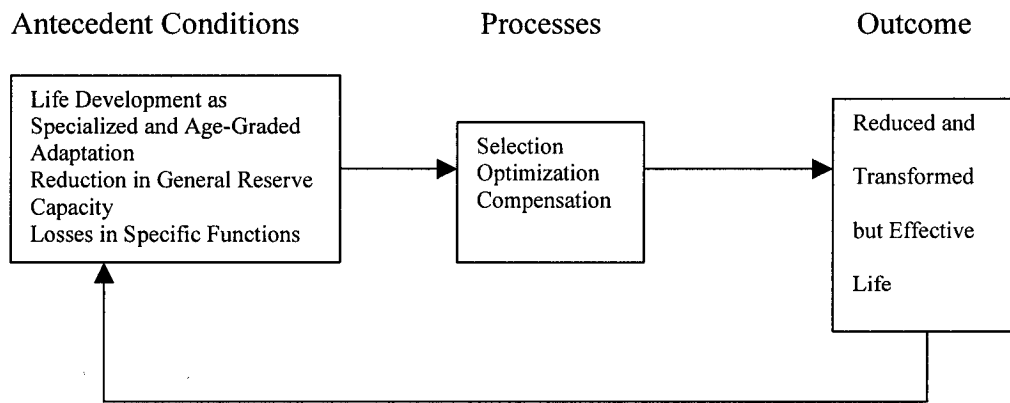 Antecedent Conditions
Processes
Outcome
Life Development as
Specialized and Age-Graded
Adaptation
Reduction in General Reserve
Capacity
Losses in Specific Functions
Selection
Optimization
Compensation
Reduced and
Transformed
but Effective
Life